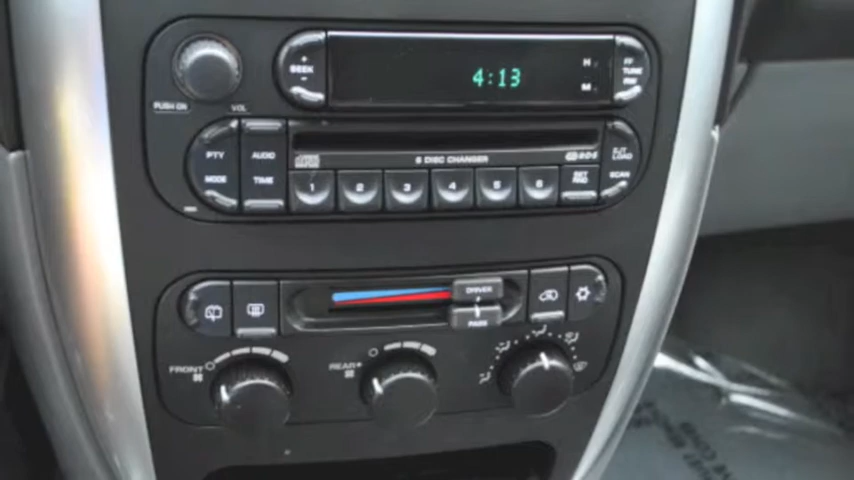 +
SEEK
-
4:13
H
M
FF
TUNE
RW
PUSH ON
VOL
PTY
AUDIO
6 DISC CHANGER
RDS
EJT
LOAD
MODE
TIME
1 2 3 4 5 6
SET
RND
SCAN
DRIVER
PASS
FRONT
REAR